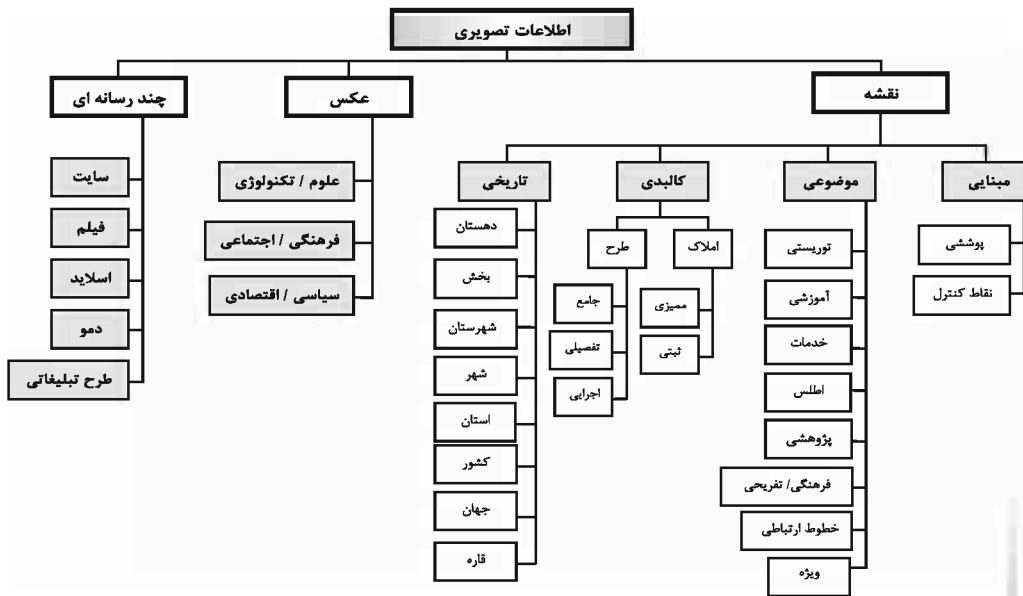 اطلاعات تصویری
نقشه
عکس
چند رسانه ای
مبنایی
پوششی
نقاط کنترل
موضوعی
توریستی
آموزشی
خدمات
اطلس
پژوهشی
فرهنگی/ تفریحی
خطوط ارتباطی
ویژه
کالبدی
املاک
ممیزی
ثبتی
طرح
جامع
تفصیلی
اجرایی
تاریخی
دهستان
بخش
شهرستان
شهر
استان
کشور
جهان
قاره
علوم / تکنولوژی
فرهنگی / اجتماعی
سیاسی / اقتصادی
سایت
فیلم
اسلاید
دمو
طرح تبلیغاتی